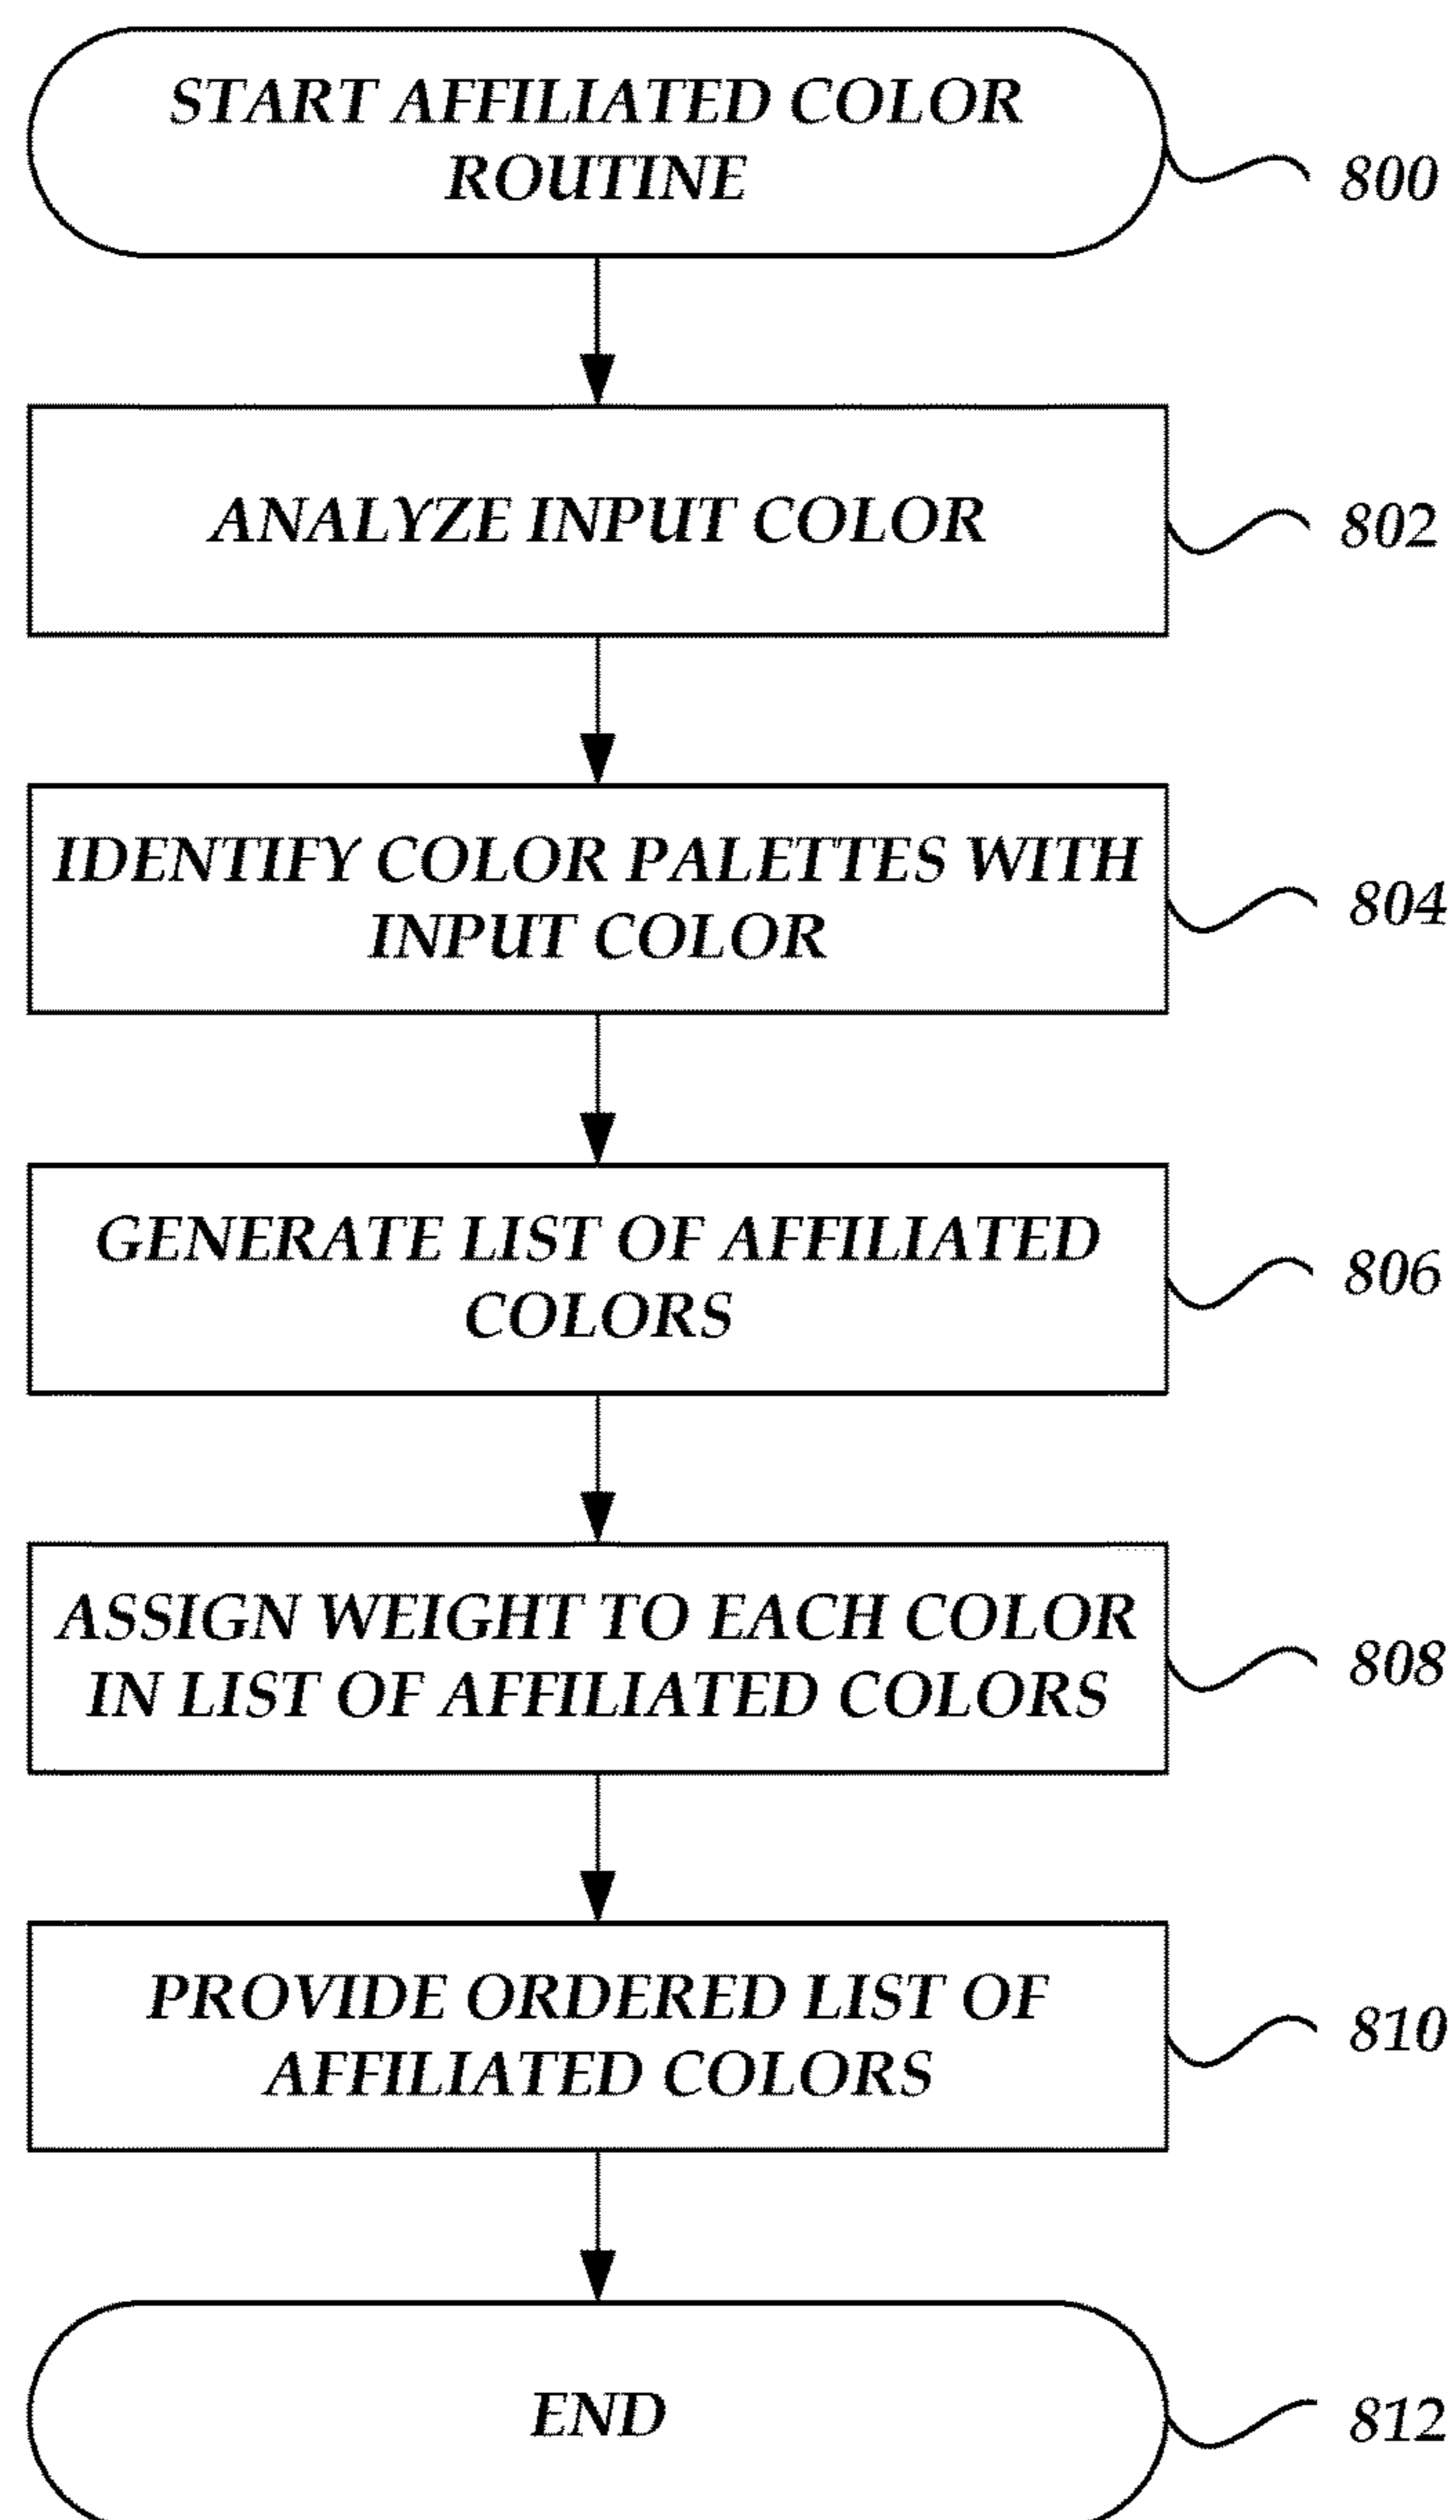 START AFFILIATED COLOR
ROUTINE
800
ANALYZE INPUT COLOR
802
IDENTIFY COLOR PALETTES WITH
INPUT COLOR
804
GENERATE LIST OF AFFILIATED
COLORS
806
ASSIGN WEIGHT TO EACH COLOR
IN LIST OF AFFILIATED COLORS
808
PROVIDE ORDERED LIST OF
AFFILIATED COLORS
810
END
812